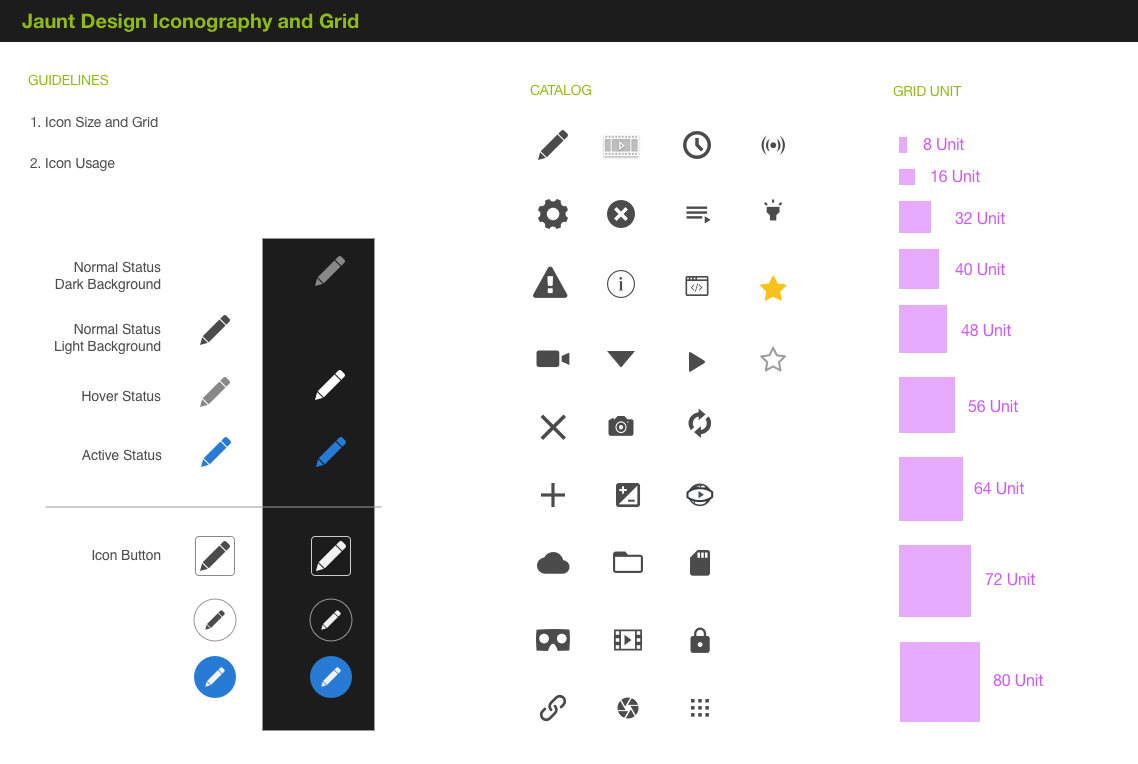 Jaunt Design Iconography and Grid
GUIDELINES
1. Icon Size and Grid
2. Icon Usage
Normal Status
Dark Background
Normal Status
Light Background
Hover Status
Active Status
Icon Button
CATALOG
GRID UNIT
8 Unit
16 Unit
32 Unit
40 Unit
48 Unit
56 Unit
64 Unit
72 Unit
80 Unit